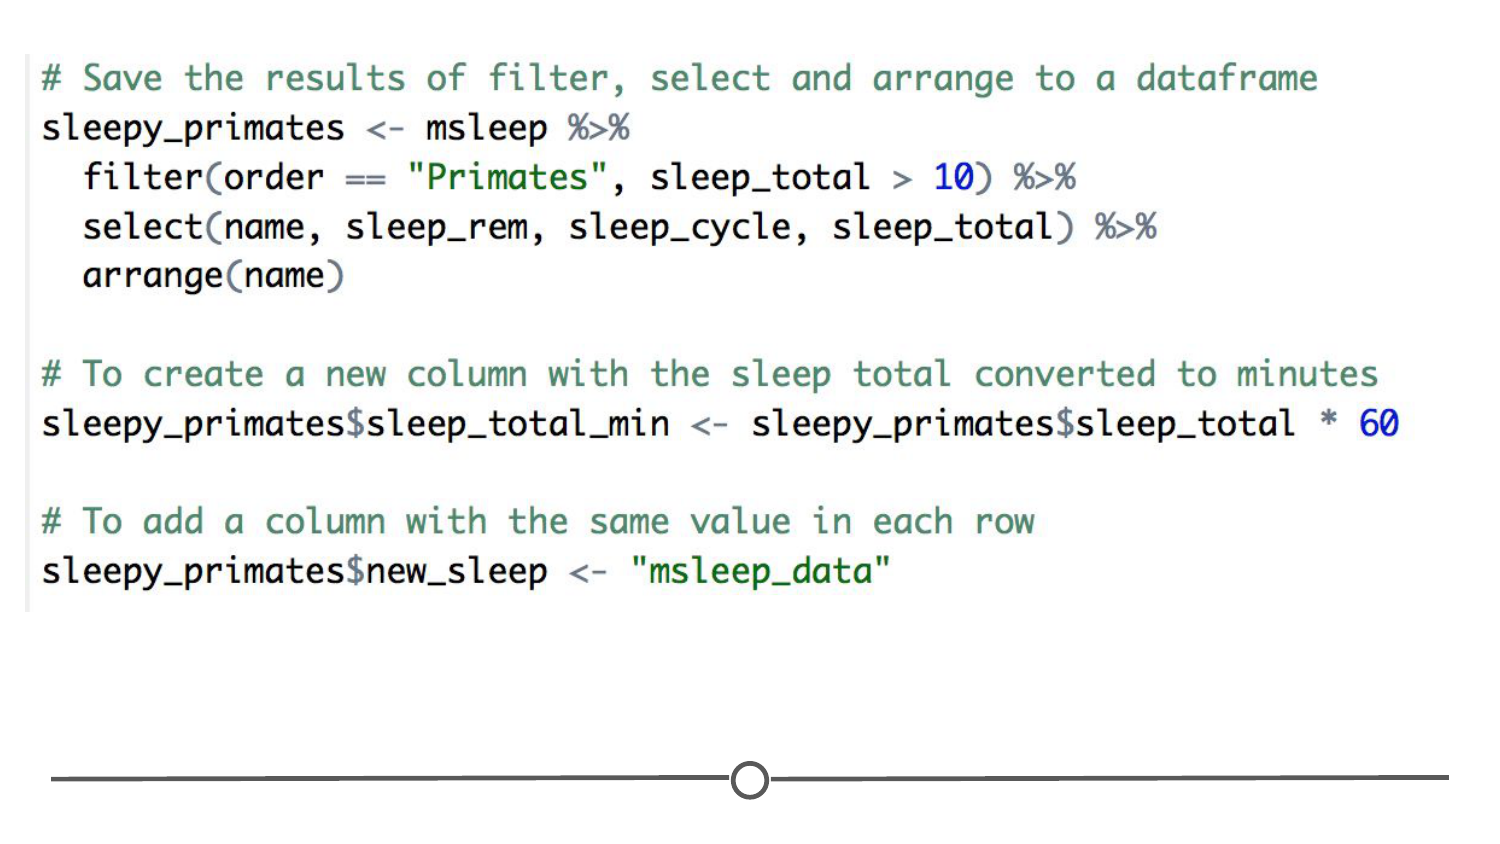 # Save the results of filter, select and arrange to a dataframe
sleepy_primates <- msleep %>%
  filter(order == "Primates", sleep_total > 10) %>%
  select(name, sleep_rem, sleep_cycle, sleep_total) %>%
  arrange(name)
# To create a new column with the sleep total converted to minutes
sleepy_primates$sleep_total_min <- sleepy_primates$sleep_total * 60
# To add a column with the same value in each row
sleepy_primates$new_sleep <- "msleep_data"